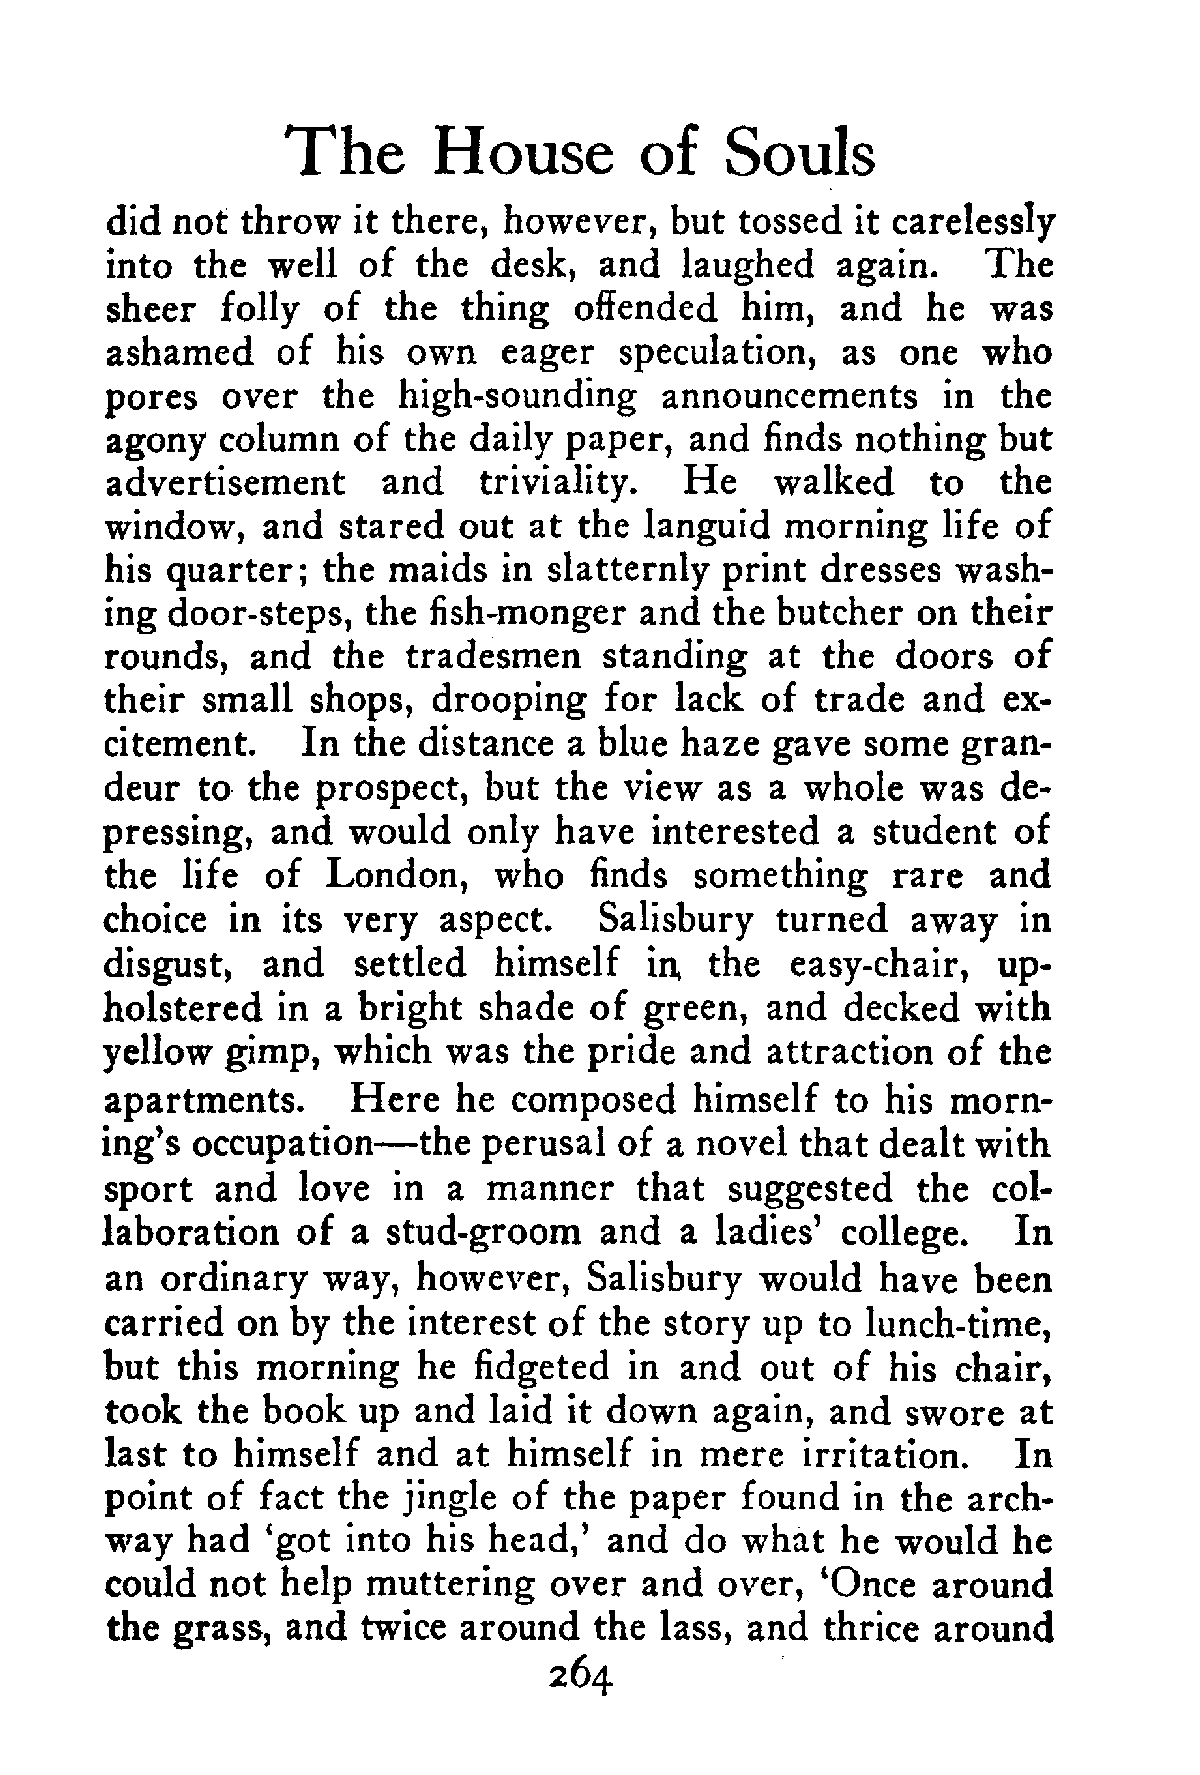 The House of Souls
did not throw it there, however, but tossed it carelessly
into the well of the desk, and laughed again. The
sheer folly of the thing offended him, and he was
ashamed of his own eager speculation, as one who
pores over the high-sounding announcements in the
agony column of the daily paper, and finds nothing but
advertisement and triviality. He walked to the
window, and stared out at the languid morning life of
his quarter; the maids in slatternly print dresses wash-
ing door-steps, the fish-monger and the butcher on their
rounds, and the tradesmen standing at the doors of
their small shops, drooping for lack of trade and ex-
citement. In the distance a blue haze gave some gran-
deur to the prospect, but the view as a whole was de-
pressing, and would only have interested a student of
the life of London, who finds something rare and
choice in its very aspect. Salisbury turned away in
disgust, and settled himself in the easy-chair, up-
holstered in a bright shade of green, and decked with
yellow gimp, which was the pride and attraction of the
apartments. Here he composed himself to his morn-
ing's occupation—the perusal of a novel that dealt with
sport and love in a manner that suggested the col-
laboration of a stud-groom and a ladies' college. In
an ordinary way, however, Salisbury would have been
carried on by the interest of the story up to lunch-time,
but this morning he fidgeted in and out of his chair,
took the book up and laid it down again, and swore at
last to himself and at himself in mere irritation. In
point of fact the jingle of the paper found in the arch-
way had 'got into his head,' and do what he would he
could not help muttering over and over, 'Once around
the grass, and twice around the lass, and thrice around
264